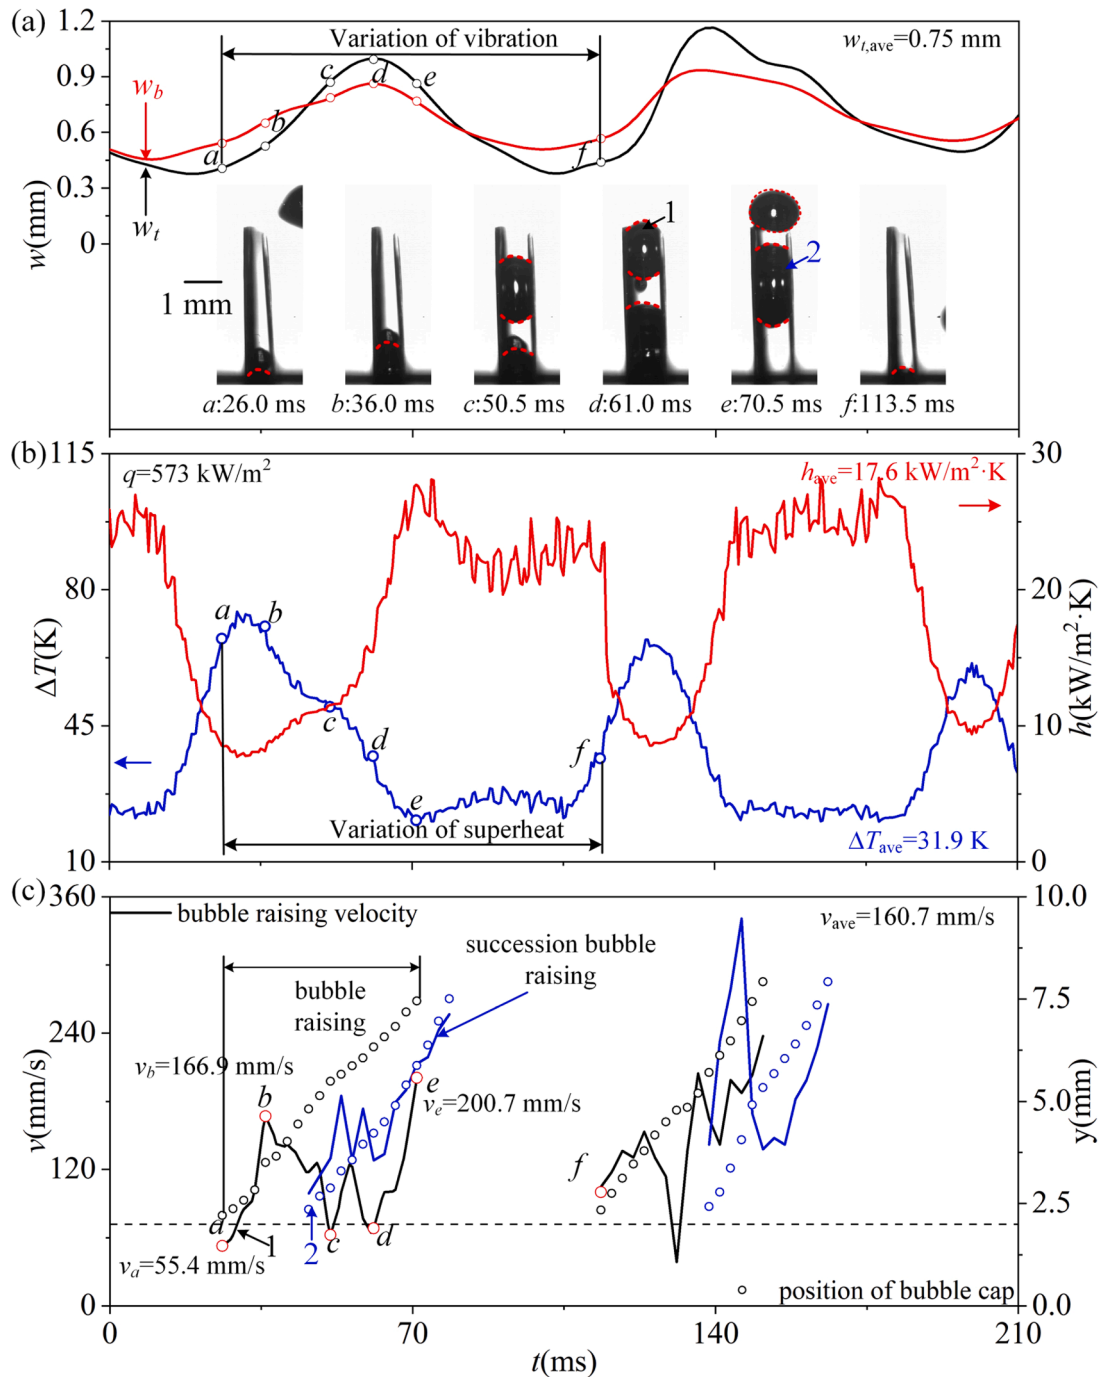 (a)
1.2
0.9
0.6
0.3
0
w(mm)
Variation of vibration
w_t,ave=0.75 mm
w_b
w_t
a
b
c
d
e
f
1
2
1 mm
a:26.0 ms
b:36.0 ms
c:50.5 ms
d:61.0 ms
e:70.5 ms
f:113.5 ms
(b)
115
80
45
10
ΔT(K)
q=573 kW/m²
h_ave=17.6 kW/m²·K
30
20
10
0
h(kW/m²·K)
a
b
c
d
e
f
Variation of superheat
ΔT_ave=31.9 K
(c)
360
240
120
0
v(mm/s)
bubble raising velocity
v_ave=160.7 mm/s
succession bubble
raising
bubble
raising
v_b=166.9 mm/s
b
e
v_e=200.7 mm/s
d
1
2
c
d
f
v_a=55.4 mm/s
position of bubble cap
10.0
7.5
5.0
2.5
0.0
y(mm)
0
70
140
210
t(ms)